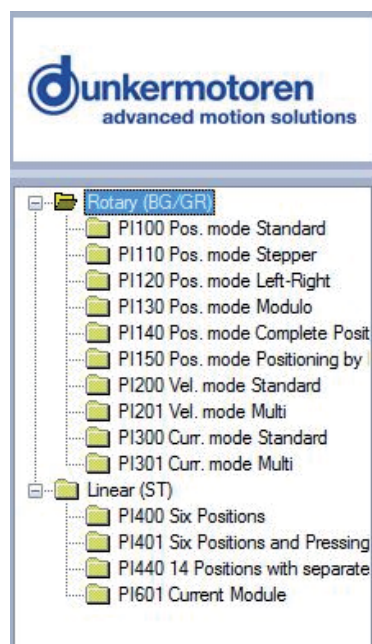 dunkermotoren
advanced motion solutions
Rotary (BG/GR)
PI100 Pos. mode Standard
PI110 Pos. mode Stepper
PI120 Pos. mode Left-Right
PI130 Pos. mode Modulo
PI140 Pos. mode Complete Posit
PI150 Pos. mode Positioning by
PI200 Vel. mode Standard
PI201 Vel. mode Multi
PI300 Curr. mode Standard
PI301 Curr. mode Multi
Linear (ST)
PI400 Six Positions
PI401 Six Positions and Pressing
PI440 14 Positions with separate
PI601 Current Module